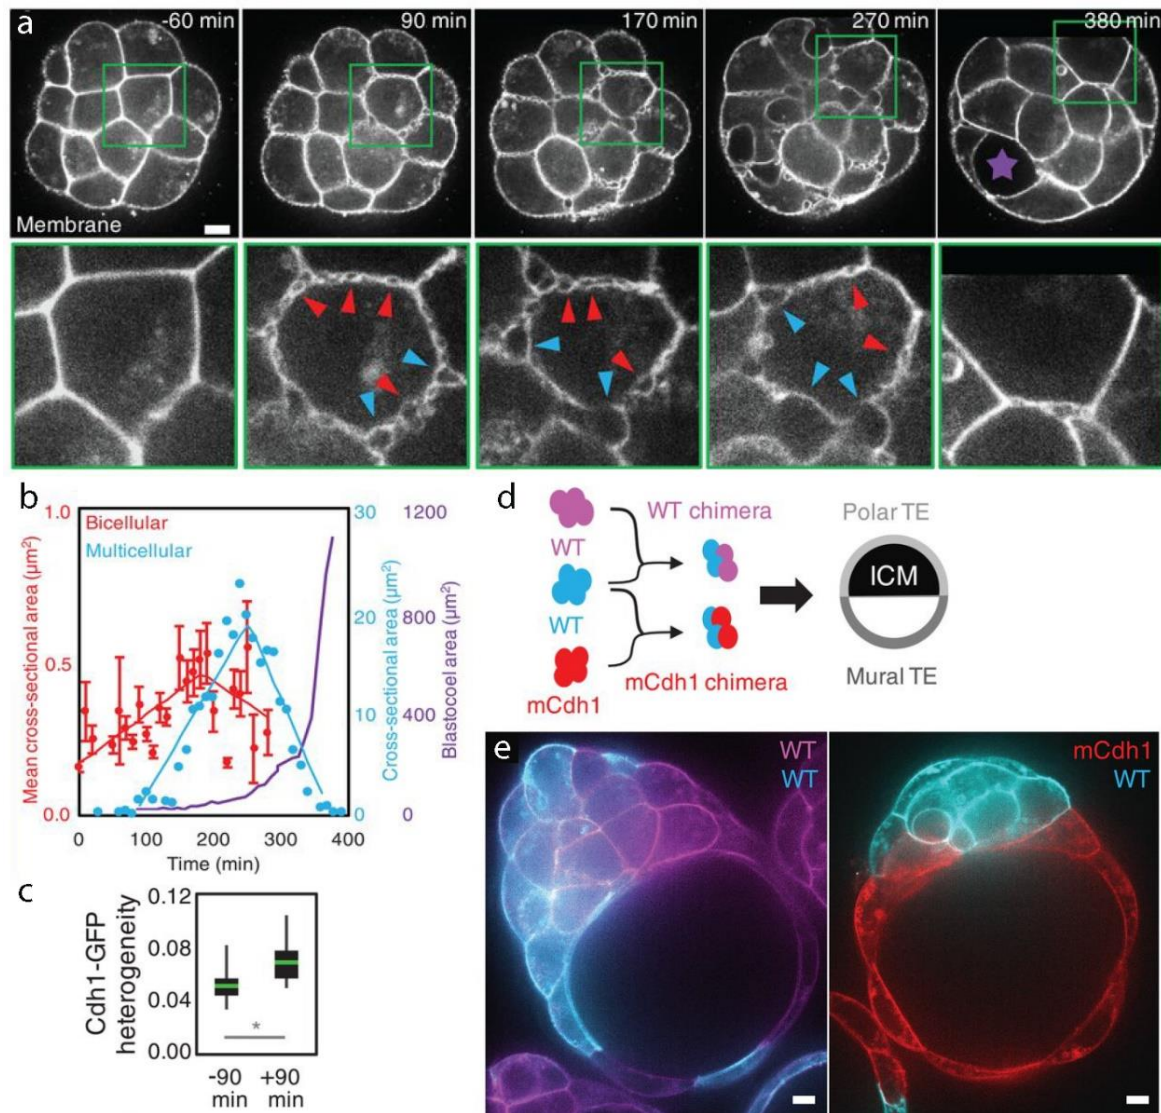 a
-60 min
90 min
170 min
270 min
380 min
Membrane
b
1.0
0.5
0.0
Mean cross-sectional area (µm²)
Bicellular
Multicellular
30
20
10
0
Cross-sectional area (µm²)
1200
800
400
0
Blastocoel area (µm²)
0
100
200
300
400
Time (min)
c
0.12
0.08
0.04
0.00
Cdh1-GFP
heterogeneity
*
-90
min
+90
min
d
WT
WT
mCdh1
WT chimera
mCdh1 chimera
Polar TE
ICM
Mural TE
e
WT
WT
mCdh1
WT